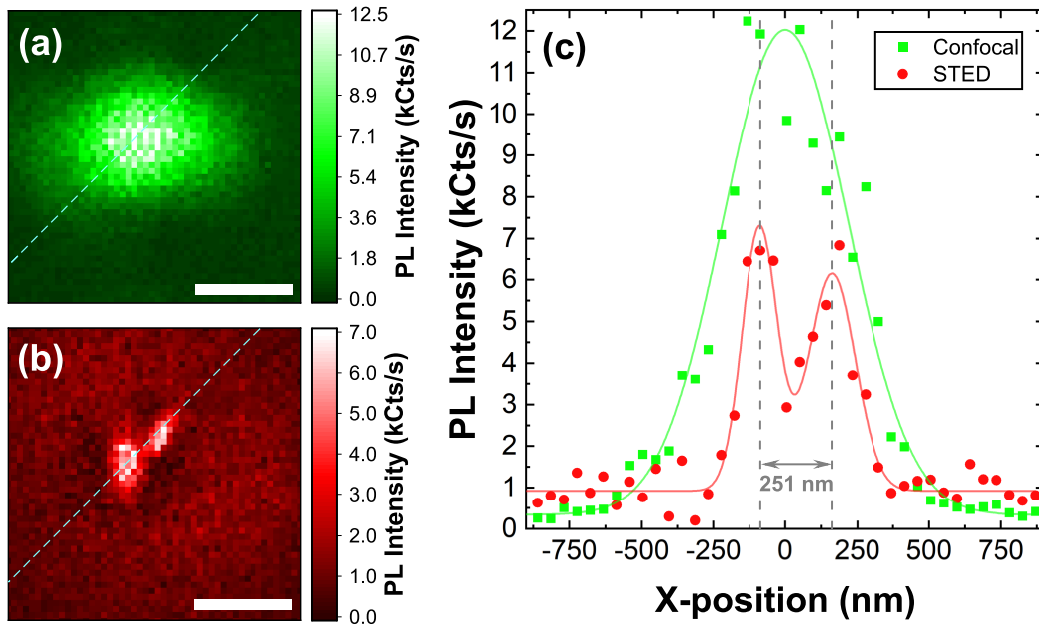 (a)
12.5
10.7
8.9
7.1
5.4
3.6
1.8
0.0
PL Intensity (kCts/s)
(b)
7.0
6.0
5.0
4.0
3.0
2.0
1.0
0.0
PL Intensity (kCts/s)
(c)
Confocal
STED
12
11
10
9
8
7
6
5
4
3
2
1
0
PL Intensity (kCts/s)
251 nm
-750 -500 -250 0 250 500 750
X-position (nm)